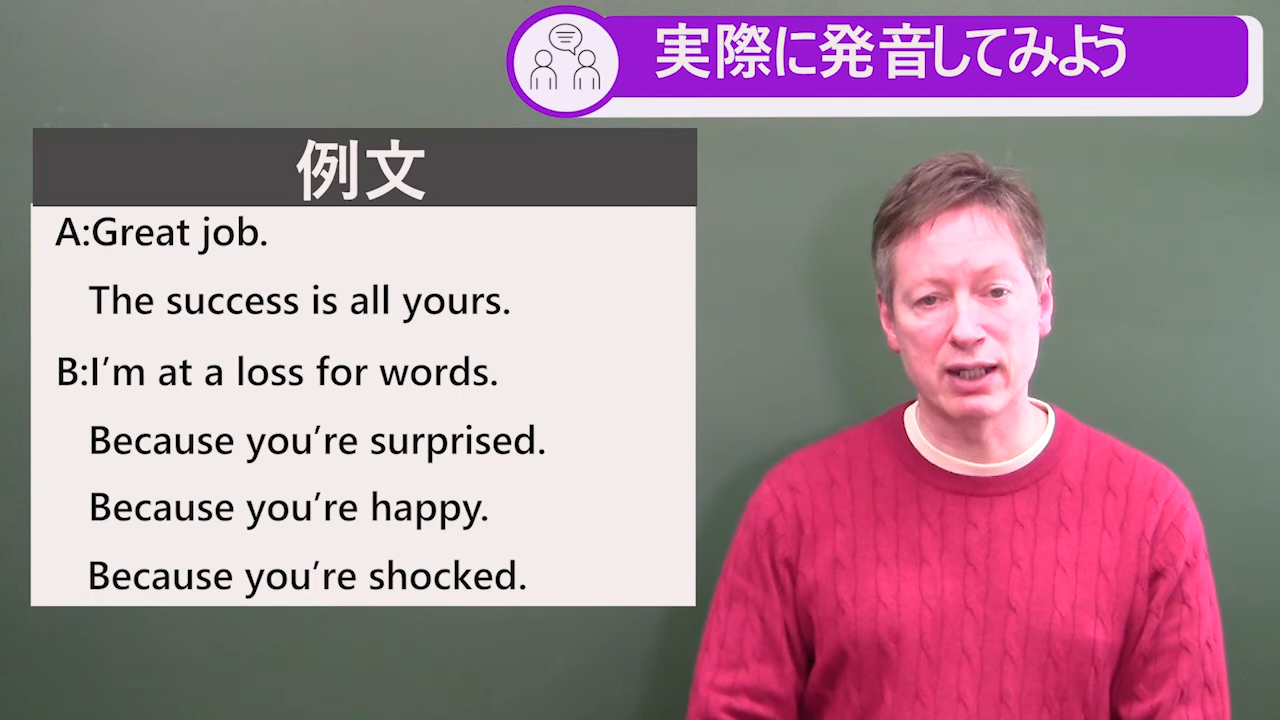 実際に発音してみよう
例文
A:Great job.
The success is all yours.
B:I’m at a loss for words.
Because you’re surprised.
Because you’re happy.
Because you’re shocked.